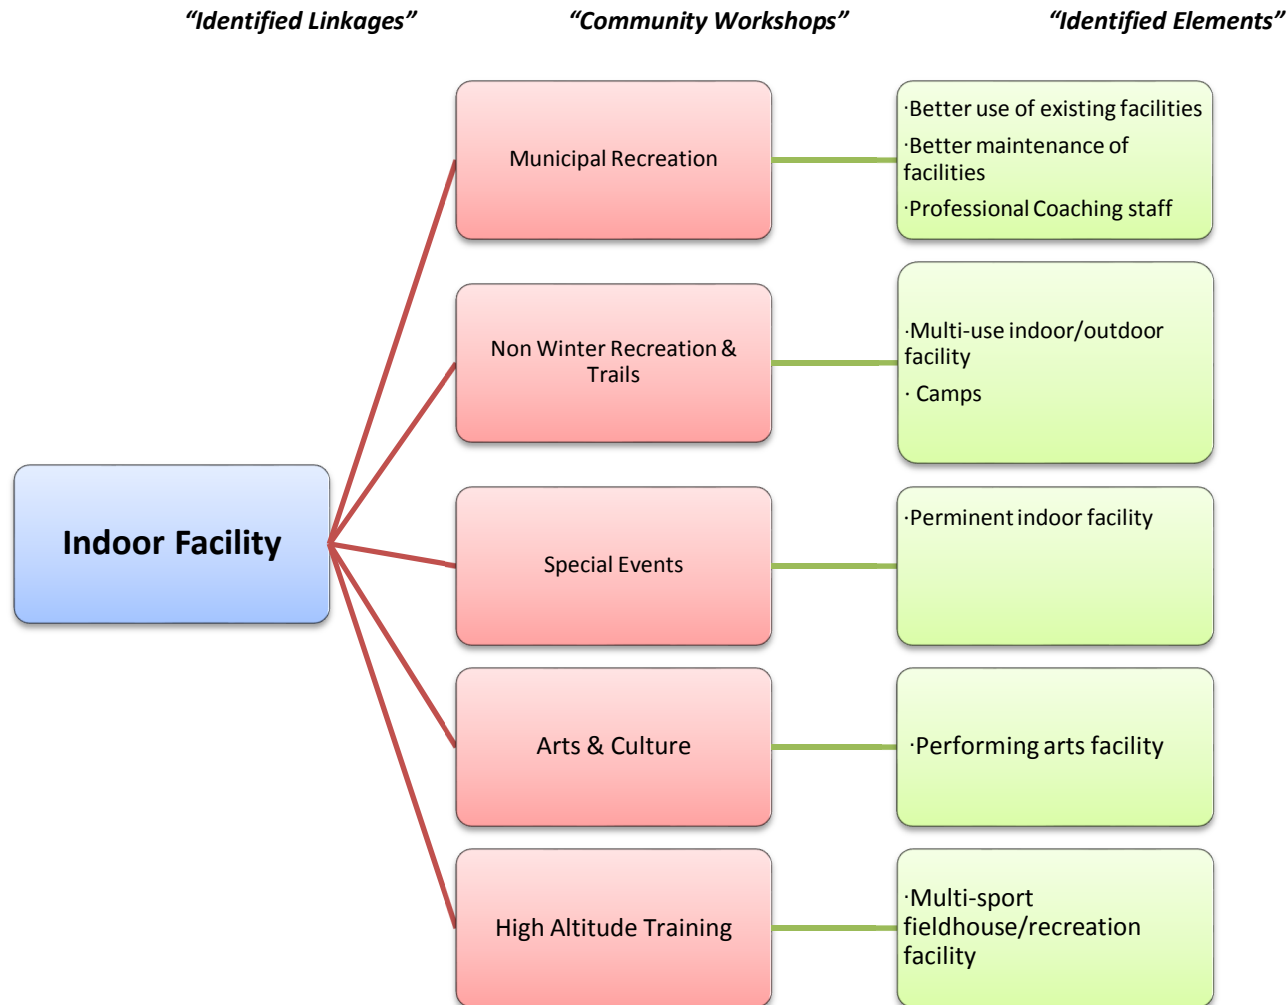 “Identified Linkages” “Community Workshops” “Identified Elements”
Municipal Recreation
·Better use of existing facilities
·Better maintenance of
facilities
·Professional Coaching staff
Non Winter Recreation &
Trails
·Multi-use indoor/outdoor
facility
· Camps
Indoor Facility
Special Events
·Perminent indoor facility
Arts & Culture
·Performing arts facility
High Altitude Training
·Multi-sport
fieldhouse/recreation
facility